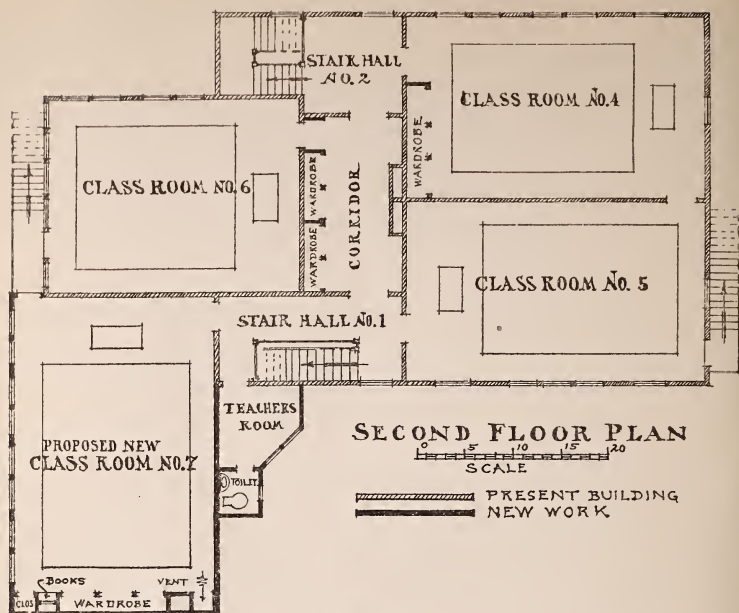 STAIR HALL
NO. 2
CLASS ROOM NO. 4
WARDROBE
CLASS ROOM NO. 6
WARDROBE
WARDROBE
CORRIDOR
CLASS ROOM NO. 5
STAIR HALL NO. 1
TEACHERS
ROOM
TOILET
PROPOSED NEW
CLASS ROOM NO. 7
BOOKS
VENT
CLOS
WARDROBE
SECOND FLOOR PLAN
0 5 10 15 20
SCALE
PRESENT BUILDING
NEW WORK